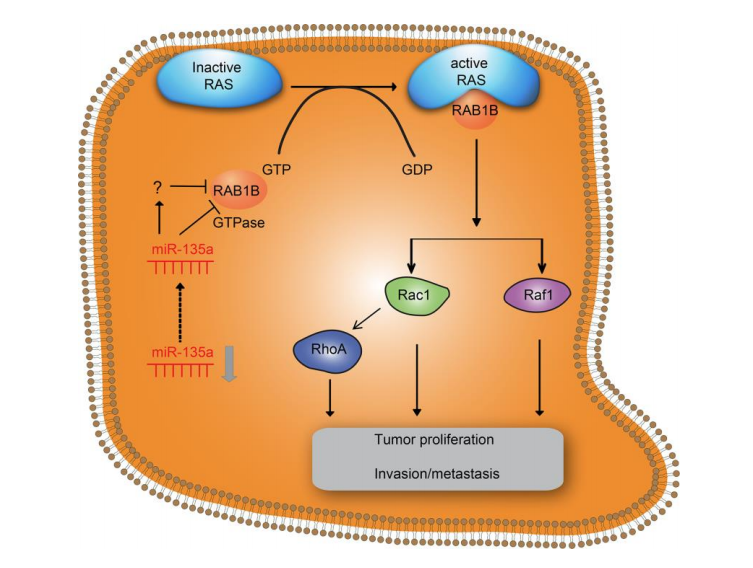 Inactive
RAS
active
RAS
RAB1B
GTP
GDP
?
RAB1B
GTPase
miR-135a
Rac1
Raf1
RhoA
miR-135a
Tumor proliferation
Invasion/metastasis